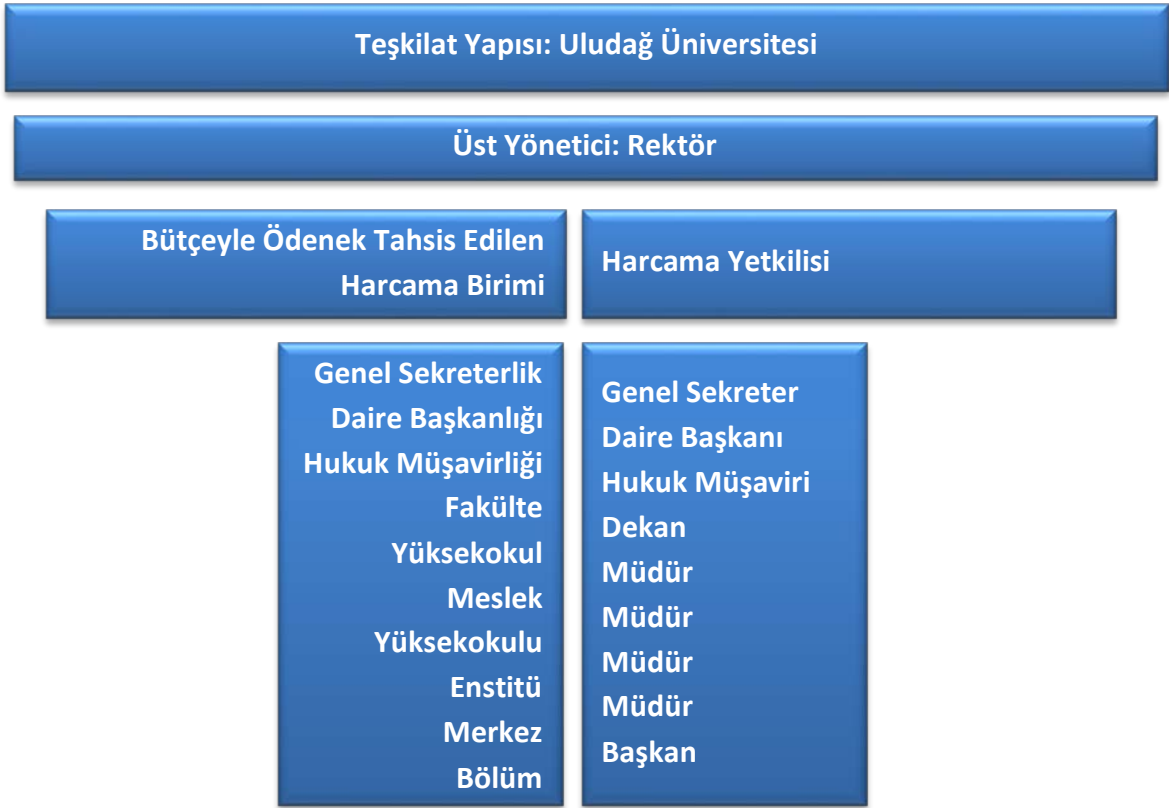 Teşkilat Yapısı: Uludağ Üniversitesi
Üst Yönetici: Rektör
Bütçeyle Ödenek Tahsis Edilen
Harcama Birimi
Harcama Yetkilisi
Genel Sekreterlik
Daire Başkanlığı
Hukuk Müşavirliği
Fakülte
Yüksekokul
Meslek
Yüksekokulu
Enstitü
Merkez
Bölüm
Genel Sekreter
Daire Başkanı
Hukuk Müşaviri
Dekan
Müdür
Müdür
Müdür
Müdür
Başkan